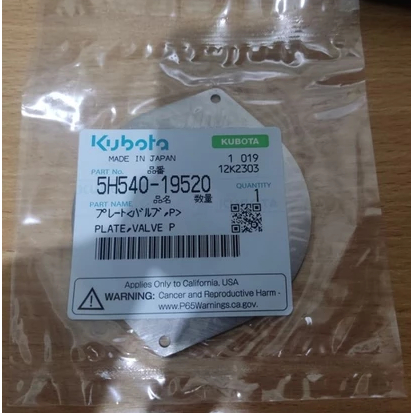 Kubota
KUBOTA
MADE IN JAPAN
1 019
PART No. 品番
12K2303
5H540-19520
PART NAME 品名
数量 QUANTITY
プレート<バルブ,P>
1
PLATE,VALVE P
Applies Only to California, USA
WARNING: Cancer and Reproductive Harm -
www.P65Warnings.ca.gov.